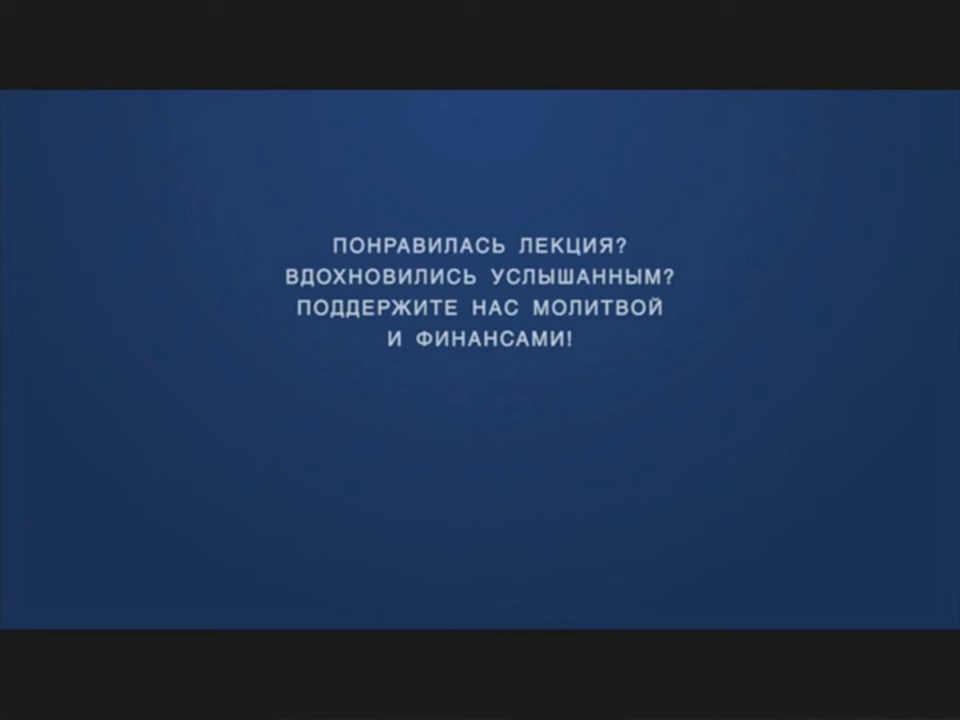 ПОНРАВИЛАСЬ ЛЕКЦИЯ?
ВДОХНОВИЛИСЬ УСЛЫШАННЫМ?
ПОДДЕРЖИТЕ НАС МОЛИТВОЙ
И ФИНАНСАМИ!